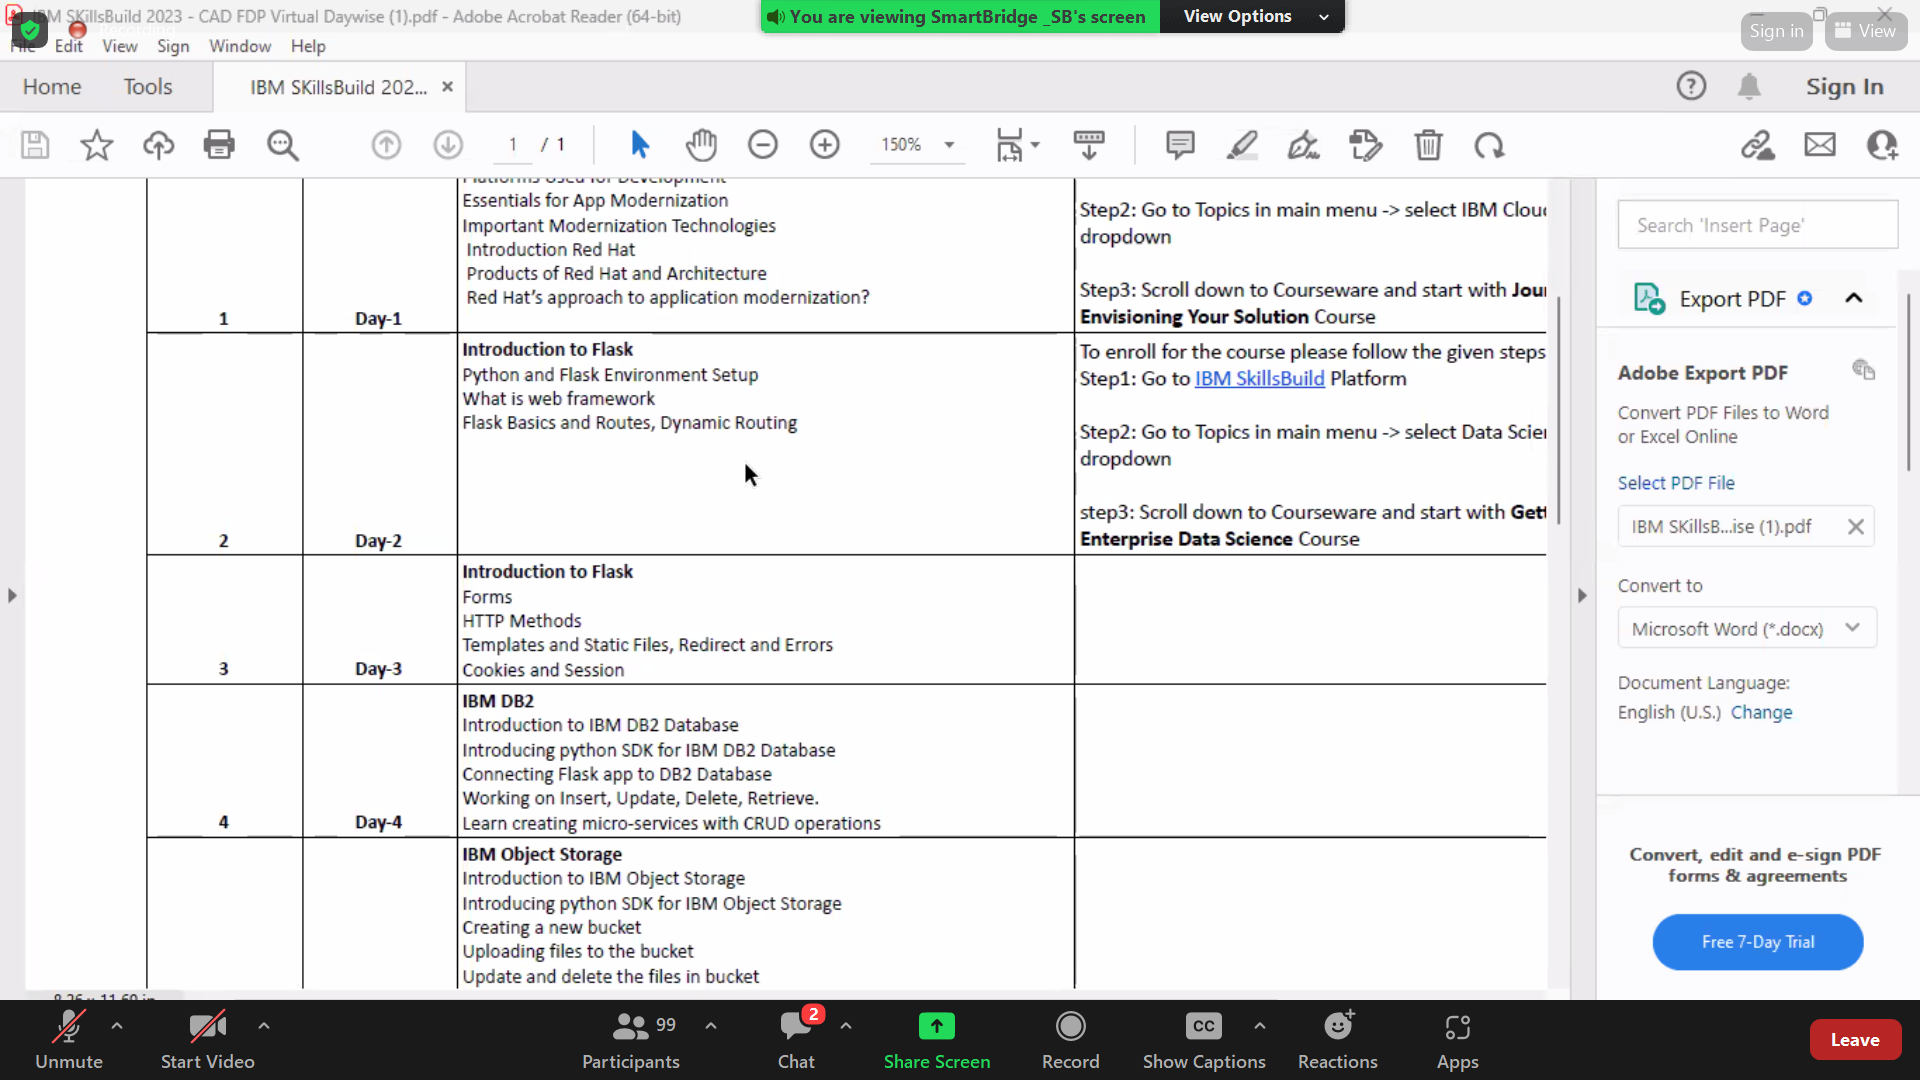 IBM SKillsBuild 2023 - CAD FDP Virtual Daywise (1).pdf - Adobe Acrobat Reader (64-bit)
You are viewing SmartBridge _SB's screen
View Options
Sign in
View
File Edit View Sign Window Help
Home Tools IBM SKillsBuild 202... ×
Sign In
1 / 1
150%
Essentials for App Modernization
Important Modernization Technologies
Introduction Red Hat
Products of Red Hat and Architecture
Red Hat's approach to application modernization?
1
Day-1
Step2: Go to Topics in main menu -> select IBM Clou
dropdown
Step3: Scroll down to Courseware and start with Jou
Envisioning Your Solution Course
Introduction to Flask
Python and Flask Environment Setup
What is web framework
Flask Basics and Routes, Dynamic Routing
2
Day-2
To enroll for the course please follow the given steps
Step1: Go to IBM SkillsBuild Platform
Step2: Go to Topics in main menu -> select Data Scie
dropdown
step3: Scroll down to Courseware and start with Gett
Enterprise Data Science Course
Introduction to Flask
Forms
HTTP Methods
Templates and Static Files, Redirect and Errors
Cookies and Session
3
Day-3
IBM DB2
Introduction to IBM DB2 Database
Introducing python SDK for IBM DB2 Database
Connecting Flask app to DB2 Database
Working on Insert, Update, Delete, Retrieve.
Learn creating micro-services with CRUD operations
4
Day-4
IBM Object Storage
Introduction to IBM Object Storage
Introducing python SDK for IBM Object Storage
Creating a new bucket
Uploading files to the bucket
Update and delete the files in bucket
Search 'Insert Page'
Export PDF
Adobe Export PDF
Convert PDF Files to Word
or Excel Online
Select PDF File
IBM SKillsB...ise (1).pdf
Convert to
Microsoft Word (*.docx)
Document Language:
English (U.S.) Change
Convert, edit and e-sign PDF
forms & agreements
Free 7-Day Trial
Unmute
Start Video
99
Participants
2
Chat
Share Screen
Record
CC
Show Captions
Reactions
Apps
Leave